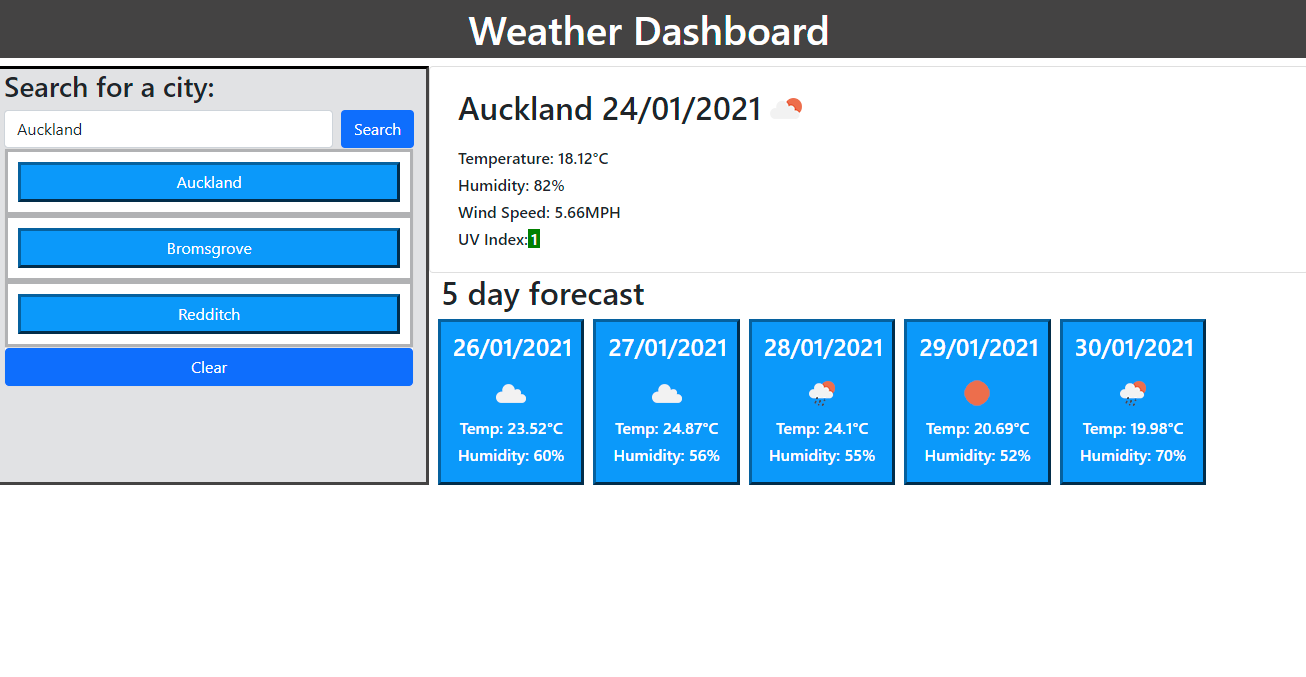 Weather Dashboard
Search for a city:
Auckland
Search
Auckland
Bromsgrove
Redditch
Clear
Auckland 24/01/2021
Temperature: 18.12°C
Humidity: 82%
Wind Speed: 5.66MPH
UV Index:1
5 day forecast
26/01/2021
Temp: 23.52°C
Humidity: 60%
27/01/2021
Temp: 24.87°C
Humidity: 56%
28/01/2021
Temp: 24.1°C
Humidity: 55%
29/01/2021
Temp: 20.69°C
Humidity: 52%
30/01/2021
Temp: 19.98°C
Humidity: 70%